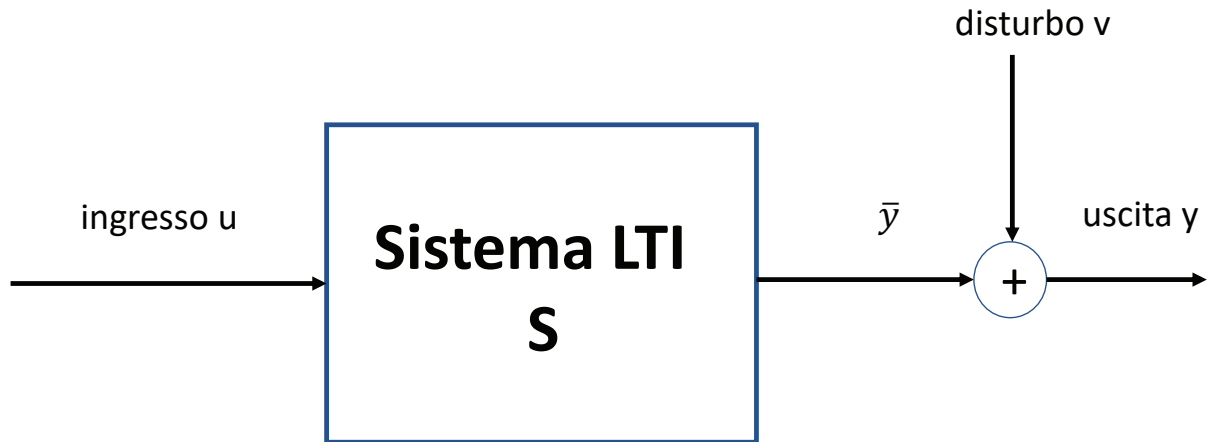 disturbo v
ingresso u
Sistema LTI
S
ȳ
uscita y
+